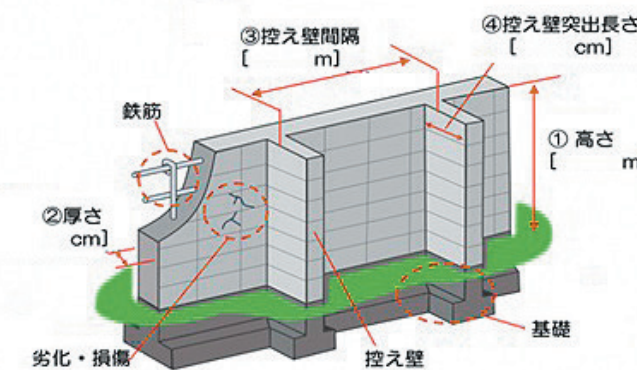 ③控え壁間隔
[ m]
④控え壁突出長さ
[ cm]
鉄筋
① 高さ
[ m
②厚さ
cm]
劣化・損傷
控え壁
基礎